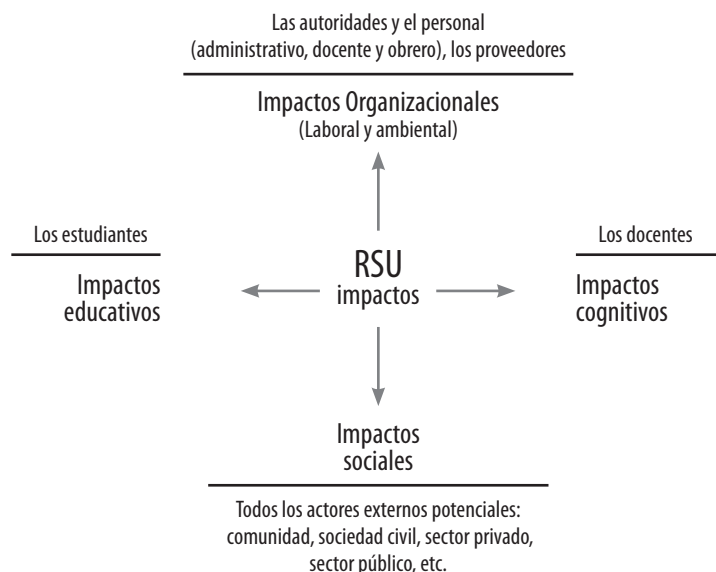 Las autoridades y el personal
(administrativo, docente y obrero), los proveedores
Impactos Organizacionales
(Laboral y ambiental)
Los estudiantes
Impactos
educativos
RSU
impactos
Los docentes
Impactos
cognitivos
Impactos
sociales
Todos los actores externos potenciales:
comunidad, sociedad civil, sector privado,
sector público, etc.